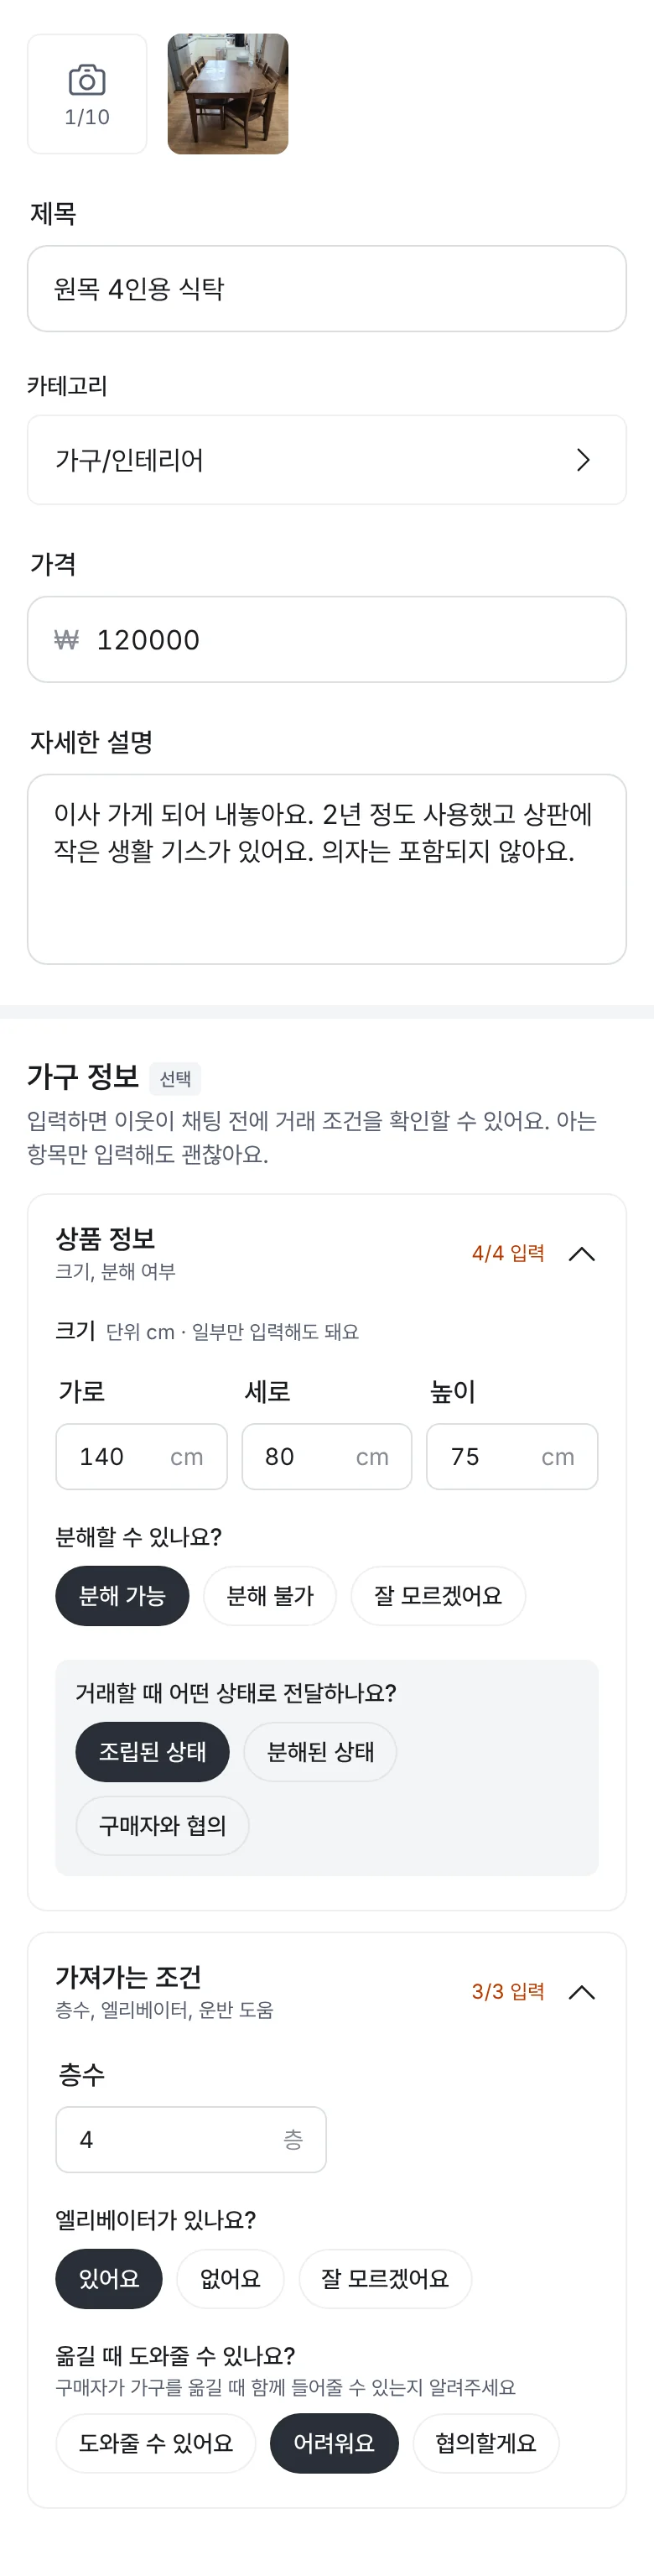 1/10
제목
원목 4인용 식탁
카테고리
가구/인테리어
가격
₩ 120000
자세한 설명
이사 가게 되어 내놓아요. 2년 정도 사용했고 상판에
작은 생활 기스가 있어요. 의자는 포함되지 않아요.
가구 정보 선택
입력하면 이웃이 채팅 전에 거래 조건을 확인할 수 있어요. 아는
항목만 입력해도 괜찮아요.
상품 정보
크기, 분해 여부
4/4 입력
크기 단위 cm · 일부만 입력해도 돼요
가로 세로 높이
140 cm 80 cm 75 cm
분해할 수 있나요?
분해 가능 분해 불가 잘 모르겠어요
거래할 때 어떤 상태로 전달하나요?
조립된 상태 분해된 상태
구매자와 협의
가져가는 조건
층수, 엘리베이터, 운반 도움
3/3 입력
층수
4 층
엘리베이터가 있나요?
있어요 없어요 잘 모르겠어요
옮길 때 도와줄 수 있나요?
구매자가 가구를 옮길 때 함께 들어줄 수 있는지 알려주세요
도와줄 수 있어요 어려워요 협의할게요